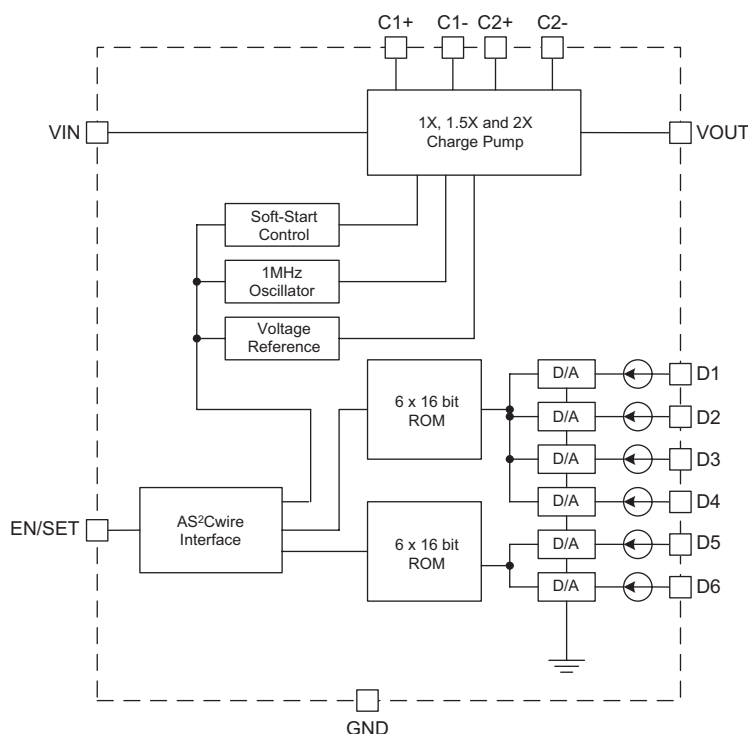 C1+ C1- C2+ C2-
VIN
1X, 1.5X and 2X
Charge Pump
VOUT
Soft-Start
Control
1MHz
Oscillator
Voltage
Reference
6 x 16 bit
ROM
D/A
D1
D/A
D2
D/A
D3
D/A
D4
EN/SET
AS²Cwire
Interface
6 x 16 bit
ROM
D/A
D5
D/A
D6
GND